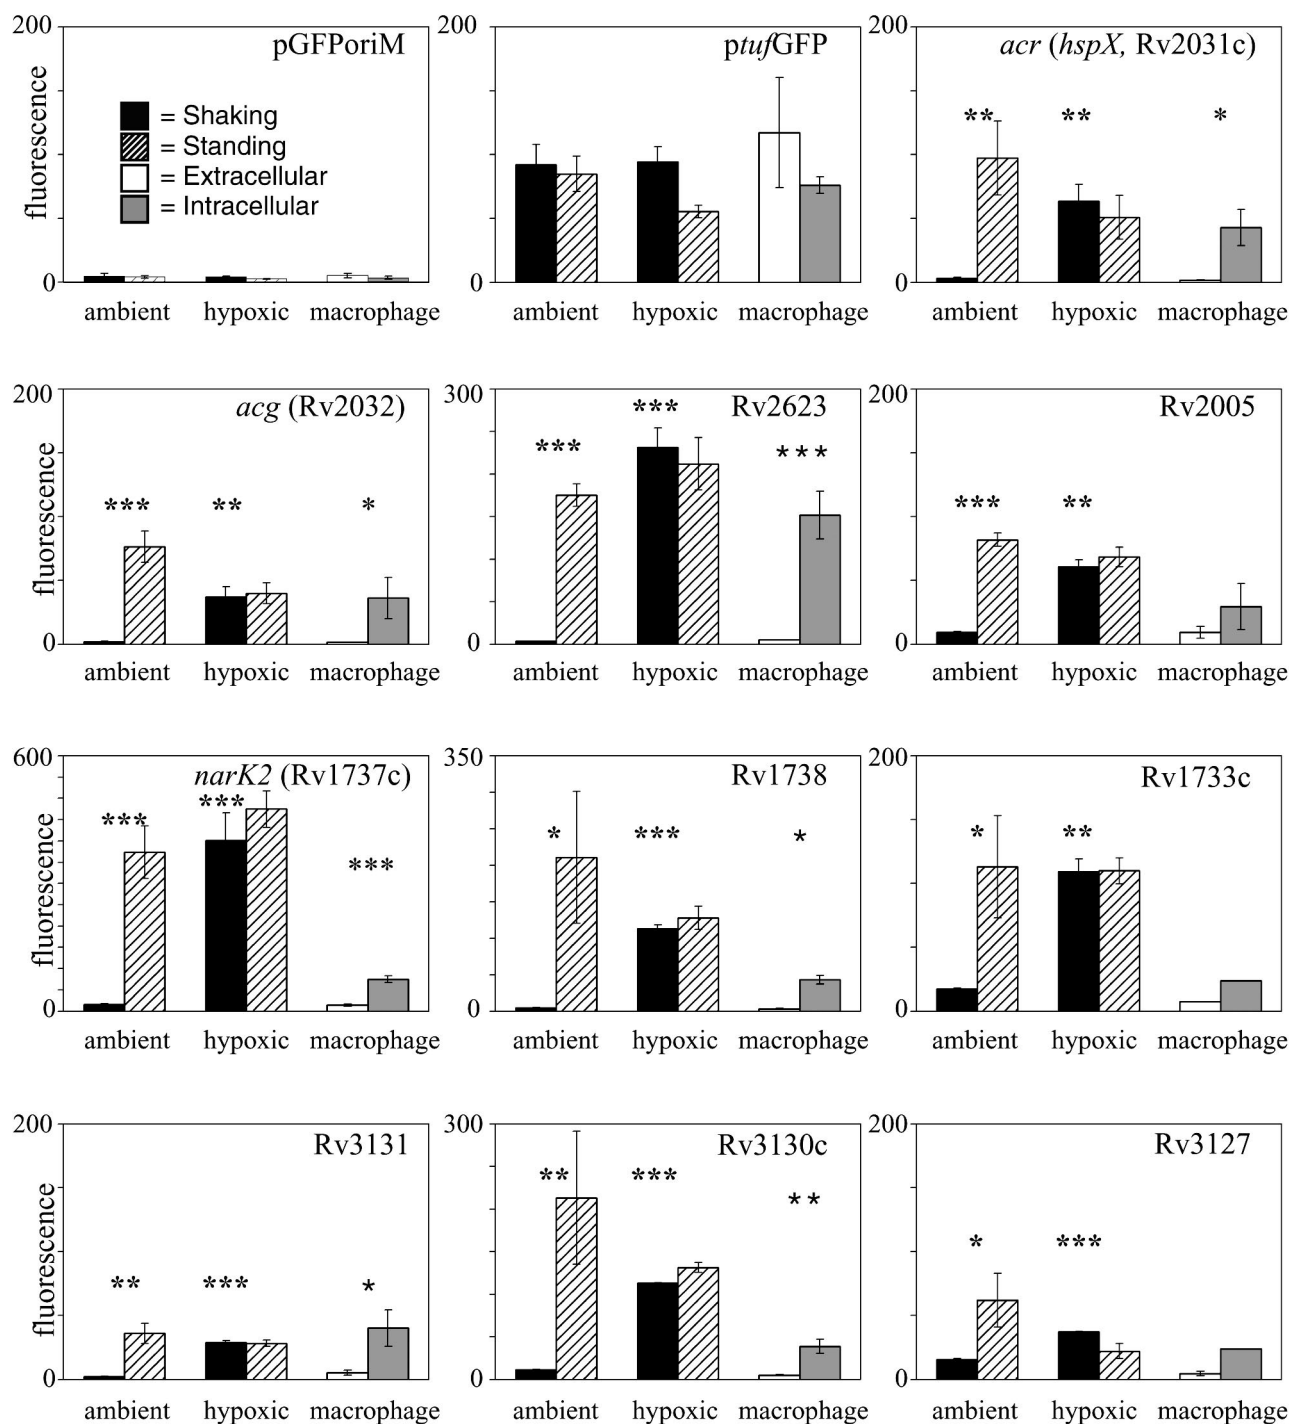 200
pGFPoriM
fluorescence
= Shaking
= Standing
= Extracellular
= Intracellular
0
ambient hypoxic macrophage
200
ptufGFP
0
ambient hypoxic macrophage
200
acr (hspX, Rv2031c)
** ** *
0
ambient hypoxic macrophage
200
acg (Rv2032)
fluorescence
*** ** *
0
ambient hypoxic macrophage
300
Rv2623
*** *** ***
0
ambient hypoxic macrophage
200
Rv2005
*** **
0
ambient hypoxic macrophage
600
narK2 (Rv1737c)
fluorescence
*** *** ***
0
ambient hypoxic macrophage
350
Rv1738
* *** *
0
ambient hypoxic macrophage
200
Rv1733c
* **
0
ambient hypoxic macrophage
200
Rv3131
fluorescence
** *** *
0
ambient hypoxic macrophage
300
Rv3130c
** *** **
0
ambient hypoxic macrophage
200
Rv3127
* ***
0
ambient hypoxic macrophage